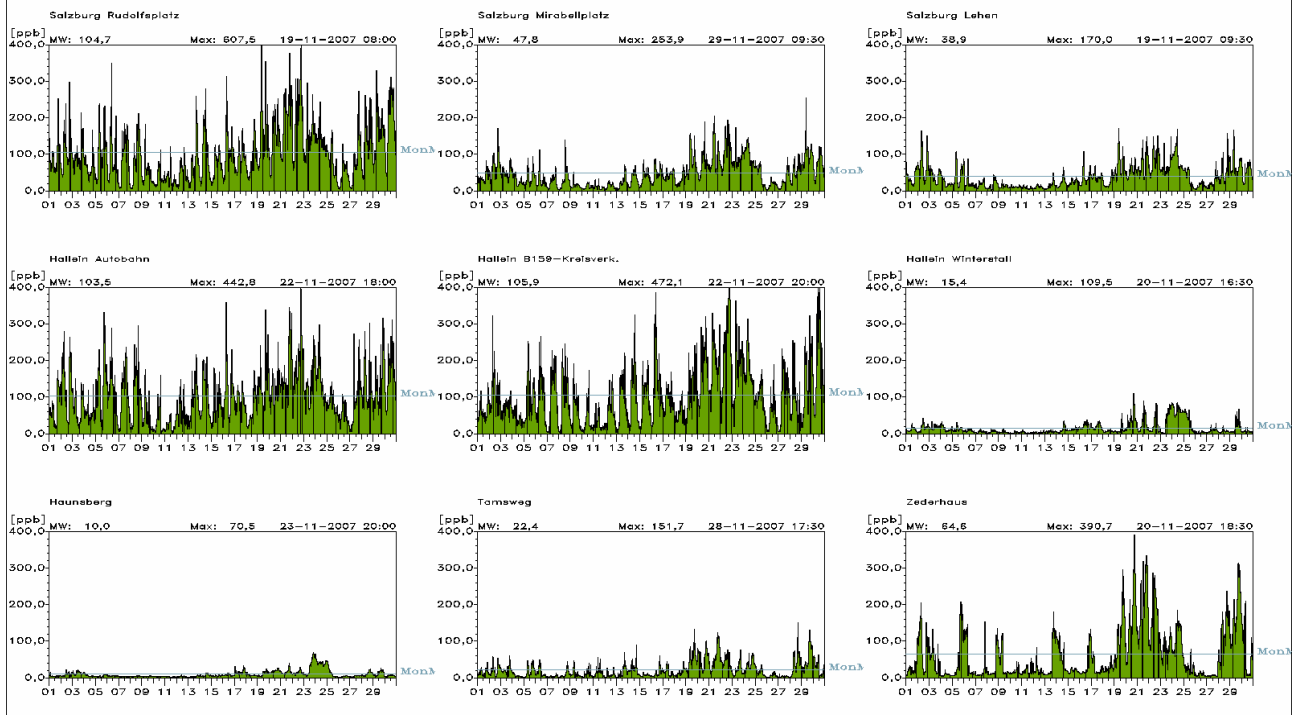 Salzburg Rudolfsplatz
[ppb] MW: 104,7 Max: 607,5 19-11-2007 08:00
400,0
300,0
200,0
100,0
0,0
MonM
01 03 05 07 09 11 13 15 17 19 21 23 25 27 29
Salzburg Mirabellplatz
[ppb] MW: 47,8 Max: 253,9 29-11-2007 09:30
400,0
300,0
200,0
100,0
0,0
MonM
01 03 05 07 09 11 13 15 17 19 21 23 25 27 29
Salzburg Lehen
[ppb] MW: 38,9 Max: 170,0 19-11-2007 09:30
400,0
300,0
200,0
100,0
0,0
MonM
01 03 05 07 09 11 13 15 17 19 21 23 25 27 29
Hallein Autobahn
[ppb] MW: 103,5 Max: 442,8 22-11-2007 18:00
400,0
300,0
200,0
100,0
0,0
MonM
01 03 05 07 09 11 13 15 17 19 21 23 25 27 29
Hallein B159-Kreisverk.
[ppb] MW: 105,9 Max: 472,1 22-11-2007 20:00
400,0
300,0
200,0
100,0
0,0
MonM
01 03 05 07 09 11 13 15 17 19 21 23 25 27 29
Hallein Winterstall
[ppb] MW: 15,4 Max: 109,5 20-11-2007 16:30
400,0
300,0
200,0
100,0
0,0
MonM
01 03 05 07 09 11 13 15 17 19 21 23 25 27 29
Haunsberg
[ppb] MW: 10,0 Max: 70,5 23-11-2007 20:00
400,0
300,0
200,0
100,0
0,0
MonM
01 03 05 07 09 11 13 15 17 19 21 23 25 27 29
Tamsweg
[ppb] MW: 22,4 Max: 151,7 28-11-2007 17:30
400,0
300,0
200,0
100,0
0,0
MonM
01 03 05 07 09 11 13 15 17 19 21 23 25 27 29
Zederhaus
[ppb] MW: 64,6 Max: 390,7 20-11-2007 18:30
400,0
300,0
200,0
100,0
0,0
MonM
01 03 05 07 09 11 13 15 17 19 21 23 25 27 29